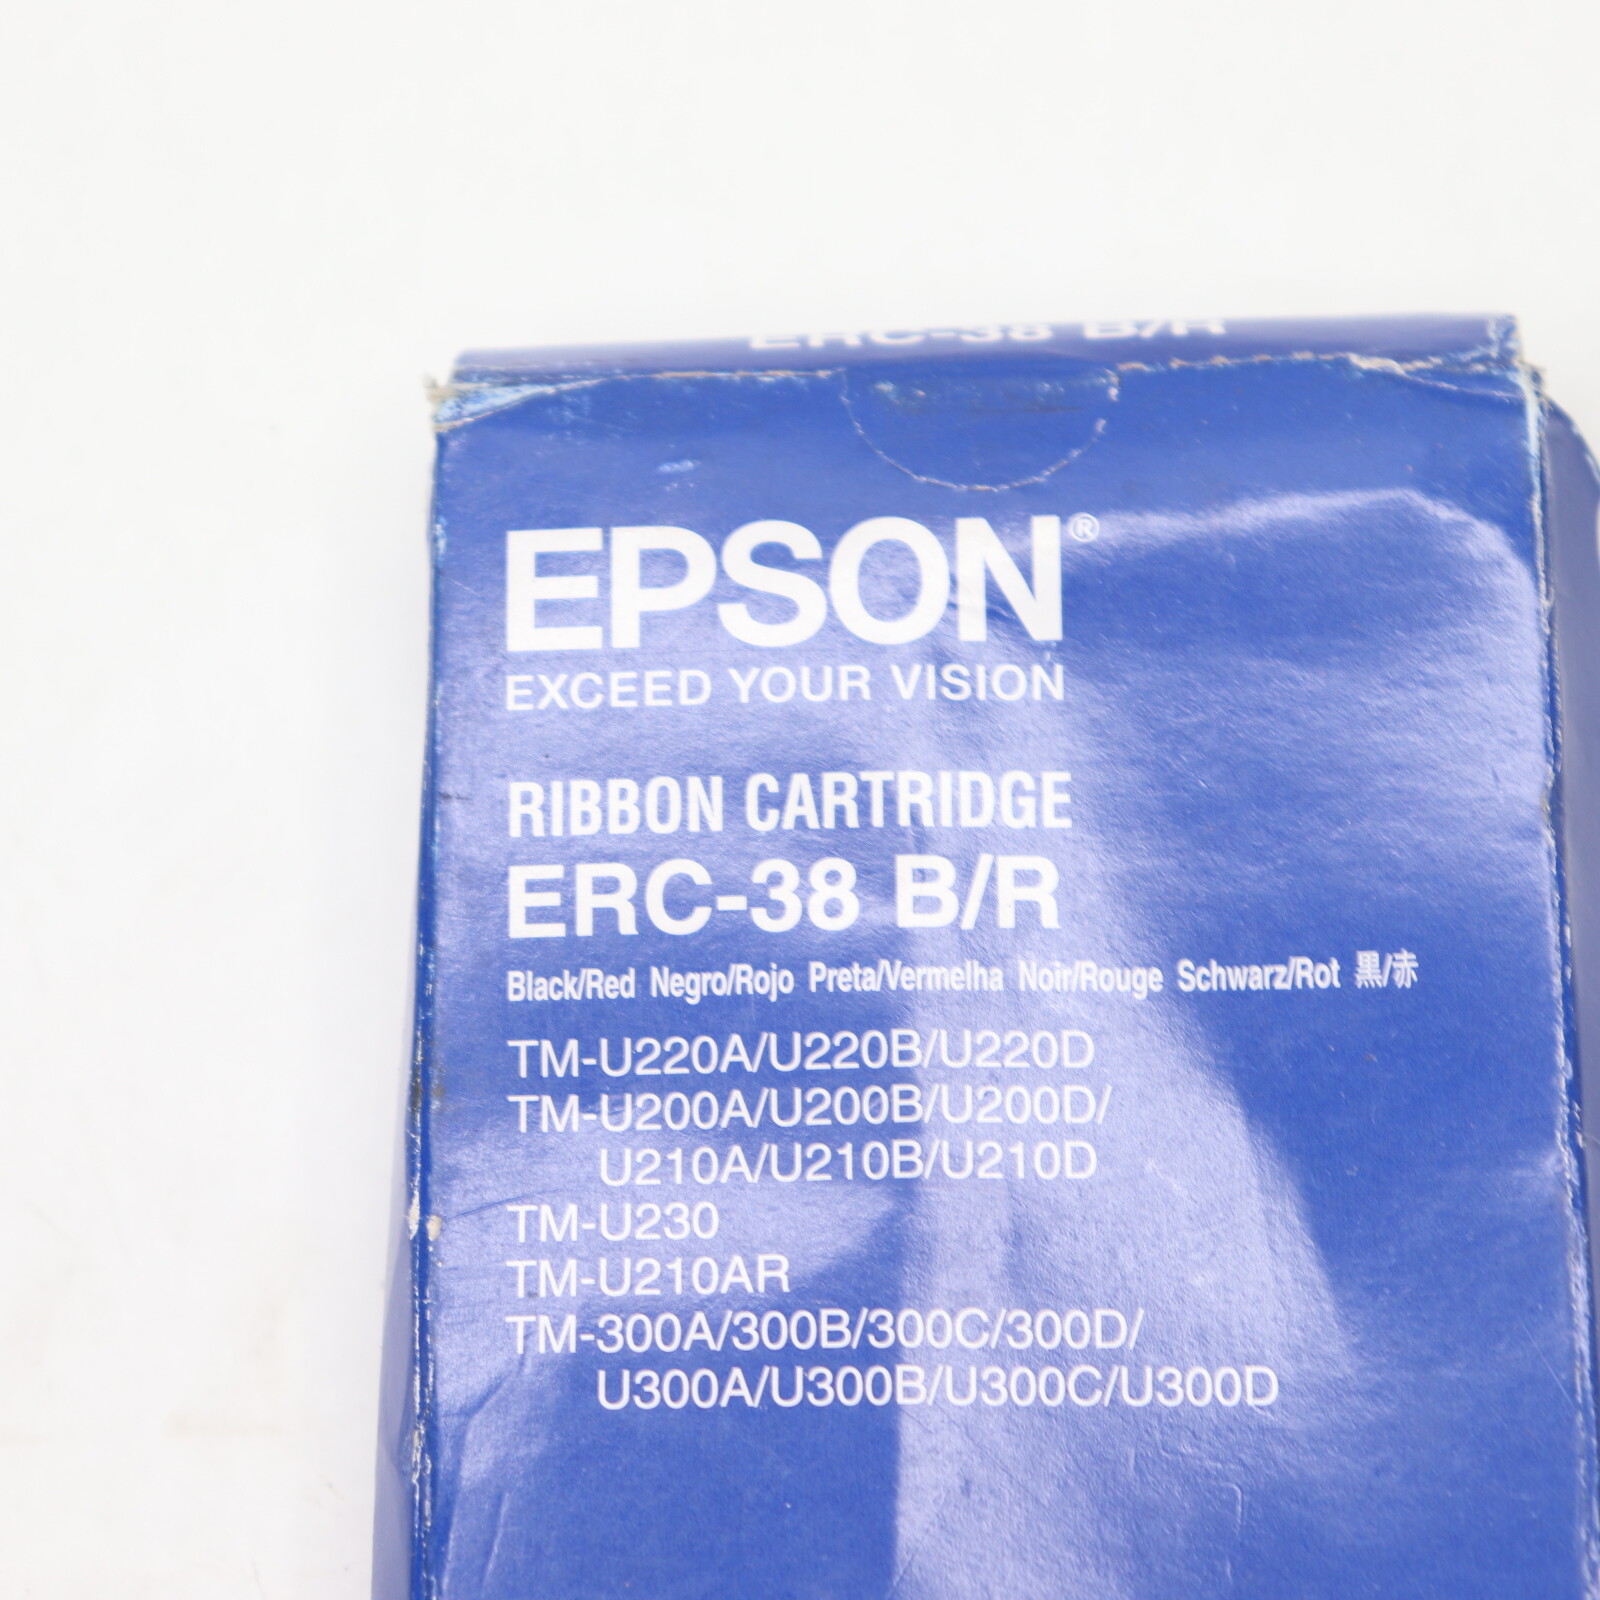 ERC-38 B/R
EPSON®
EXCEED YOUR VISION
RIBBON CARTRIDGE
ERC-38 B/R
Black/Red Negro/Rojo Preta/Vermelha Noir/Rouge Schwarz/Rot 黒/赤
TM-U220A/U220B/U220D
TM-U200A/U200B/U200D/
U210A/U210B/U210D
TM-U230
TM-U210AR
TM-300A/300B/300C/300D/
U300A/U300B/U300C/U300D